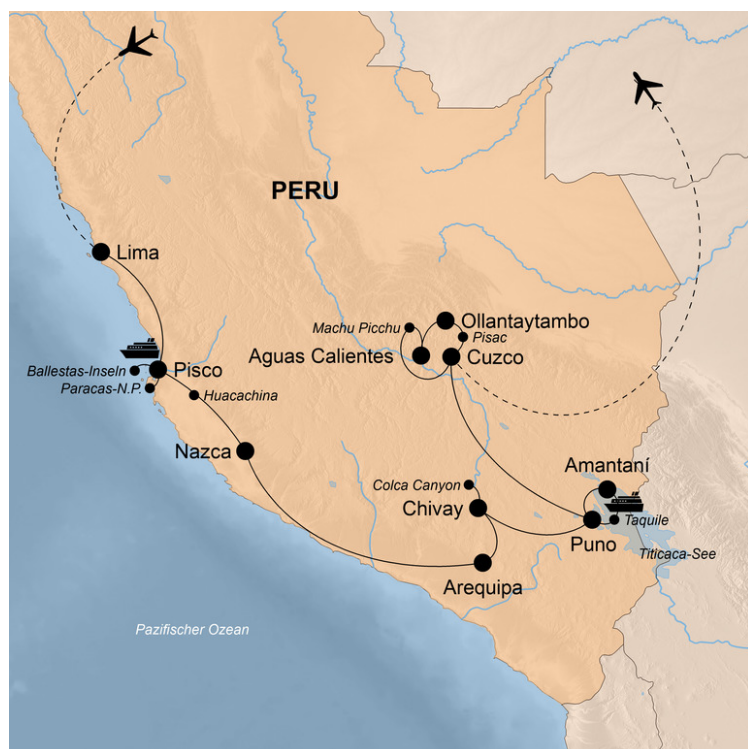 PERU
Lima
Machu Picchu
Ollantaytambo
Pisac
Aguas Calientes
Cuzco
Ballestas-Inseln
Pisco
Paracas-N.P.
Huacachina
Nazca
Amantaní
Colca Canyon
Chivay
Taquile
Puno
Titicaca-See
Arequipa
Pazifischer Ozean